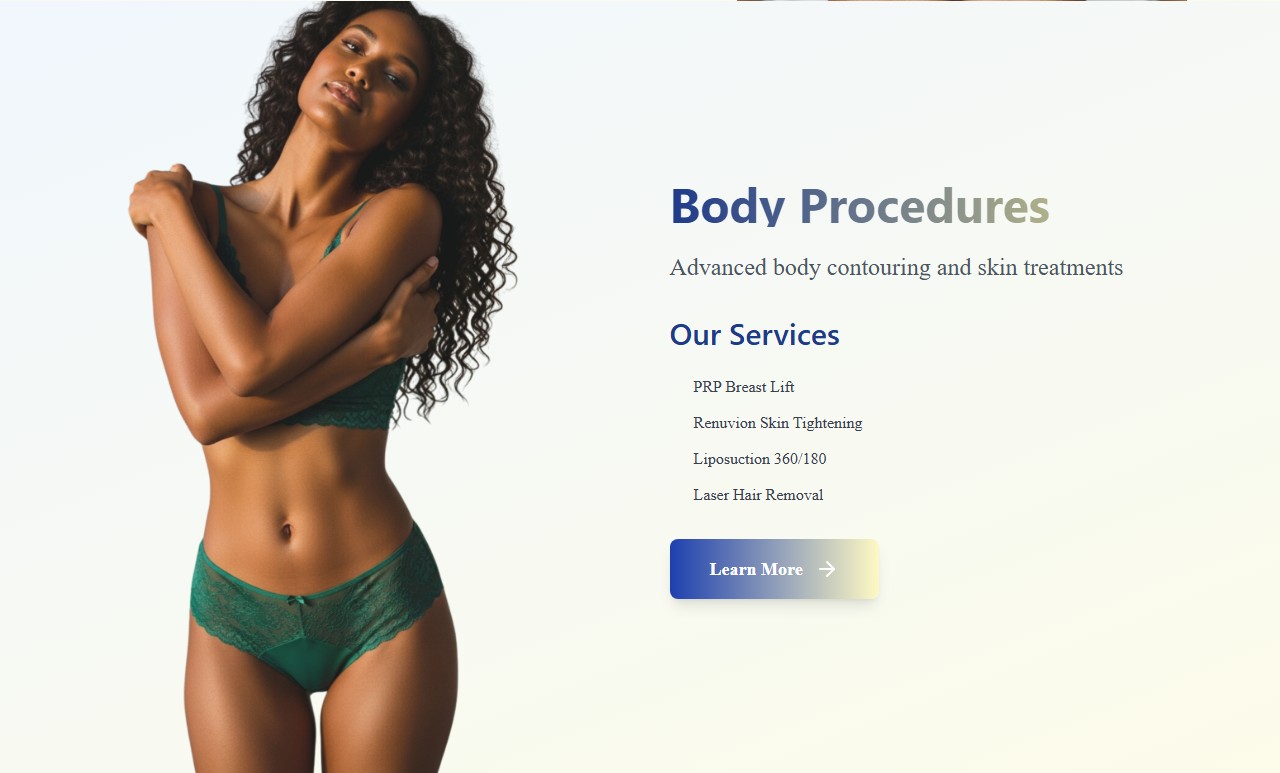 Body Procedures
Advanced body contouring and skin treatments
Our Services
PRP Breast Lift
Renuvion Skin Tightening
Liposuction 360/180
Laser Hair Removal
Learn More